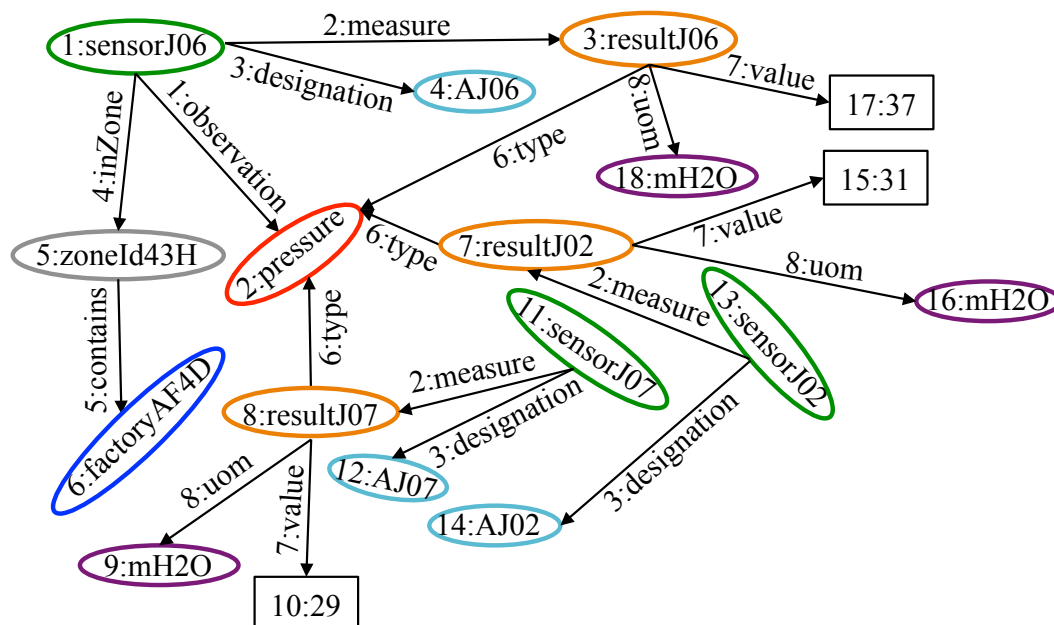 2:measure
1:sensorJ06
3:resultJ06
7:value
3:designation
4:AJ06
17:37
8:uom
4:inZone
1:observation
6:type
18:mH2O
15:31
7:value
5:zoneId43H
2:pressure
6:type
7:resultJ02
8:uom
2:measure
16:mH2O
13:sensorJ02
11:sensorJ07
5:contains
6:type
2:measure
8:resultJ07
3:designation
6:factoryAF4D
3:designation
12:AJ07
8:uom
7:value
14:AJ02
9:mH2O
10:29